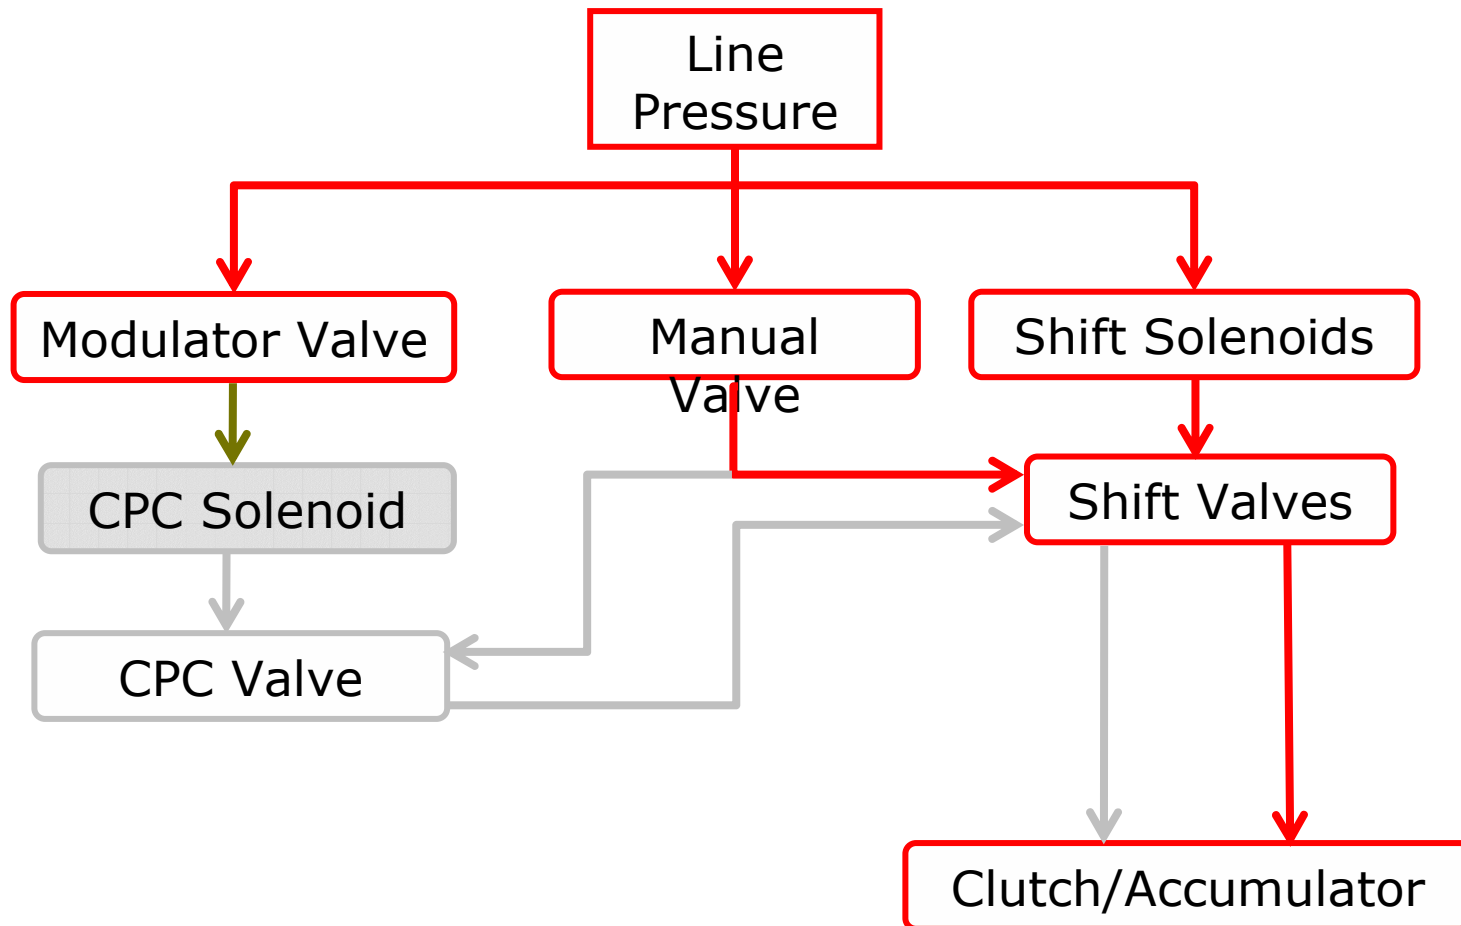 Line
Pressure
Modulator Valve
Manual
Valve
Shift Solenoids
CPC Solenoid
Shift Valves
CPC Valve
Clutch/Accumulator